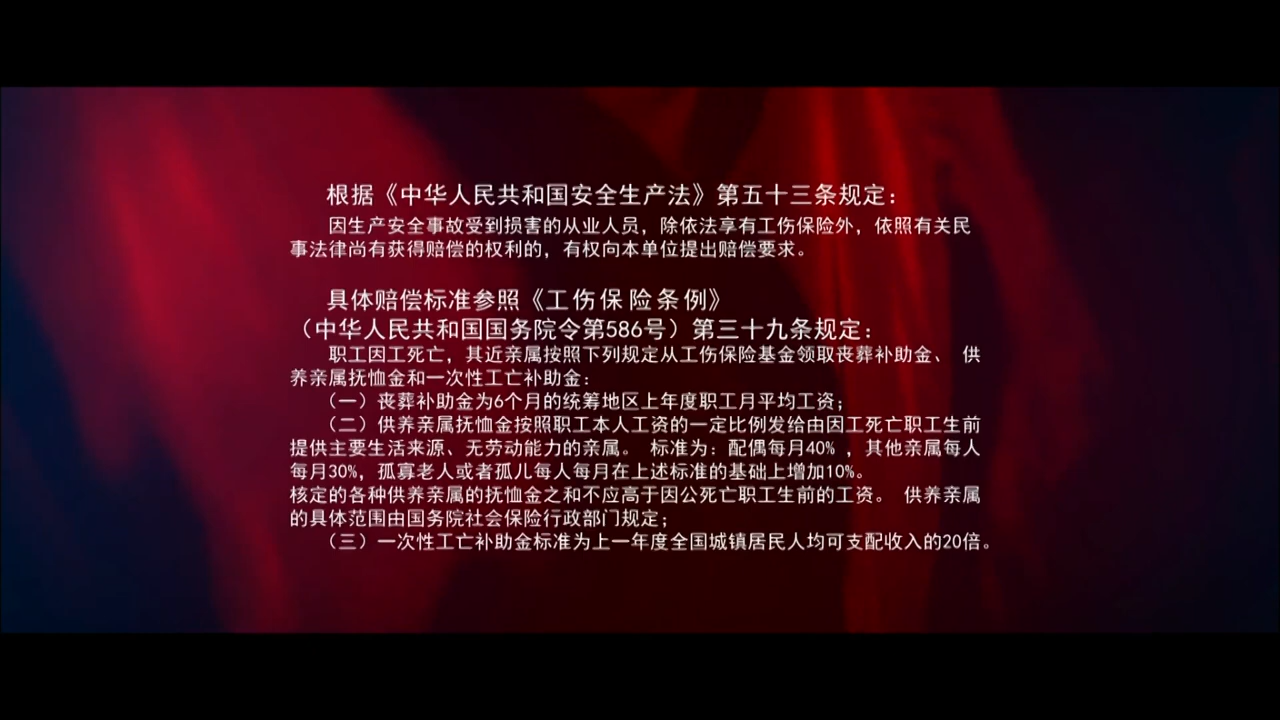 根据《中华人民共和国安全生产法》第五十三条规定：
因生产安全事故受到损害的从业人员，除依法享有工伤保险外，依照有关民
事法律尚有获得赔偿的权利的，有权向本单位提出赔偿要求。
具体赔偿标准参照《工伤保险条例》
（中华人民共和国国务院令第586号）第三十九条规定：
职工因工死亡，其近亲属按照下列规定从工伤保险基金领取丧葬补助金、 供
养亲属抚恤金和一次性工亡补助金：
（一）丧葬补助金为6个月的统筹地区上年度职工月平均工资；
（二）供养亲属抚恤金按照职工本人工资的一定比例发给由因工死亡职工生前
提供主要生活来源、无劳动能力的亲属。 标准为：配偶每月40% ，其他亲属每人
每月30%，孤寡老人或者孤儿每人每月在上述标准的基础上增加10%。
核定的各种供养亲属的抚恤金之和不应高于因公死亡职工生前的工资。 供养亲属
的具体范围由国务院社会保险行政部门规定；
（三）一次性工亡补助金标准为上一年度全国城镇居民人均可支配收入的20倍。